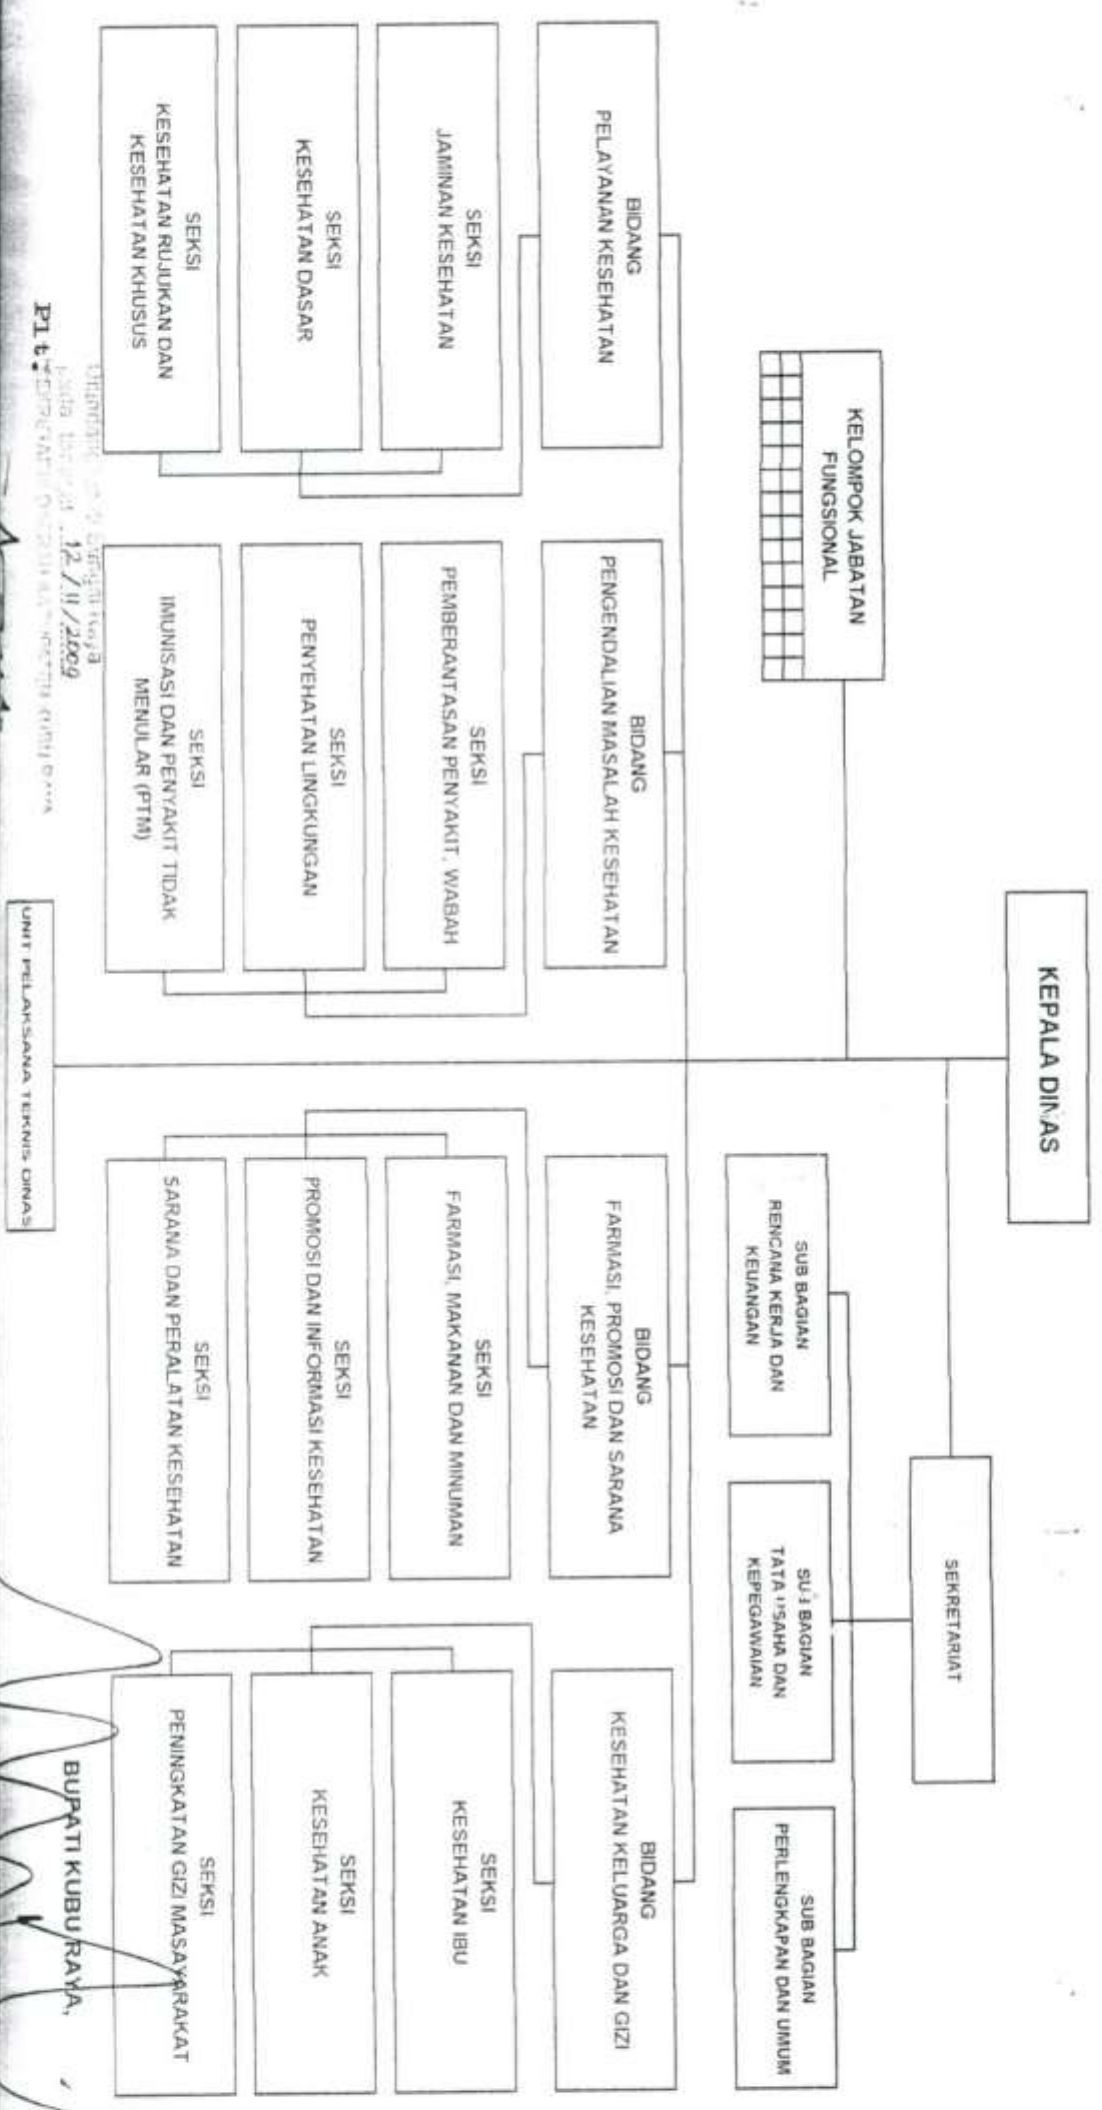 KEPALA DINAS
SEKRETARIAT
KELOMPOK JABATAN
FUNGSIONAL
SUB BAGIAN
RENCANA KERJA DAN
KEUANGAN
SUB BAGIAN
TATA USAHA DAN
KEPEGAWAIAN
SUB BAGIAN
PERLENGKAPAN DAN UMUM
BIDANG
PELAYANAN KESEHATAN
BIDANG
PENGENDALIAN MASALAH KESEHATAN
BIDANG
FARMASI, PROMOSI DAN SARANA
KESEHATAN
BIDANG
KESEHATAN KELUARGA DAN GIZI
SEKSI
JAMINAN KESEHATAN
SEKSI
PEMBERANTASAN PENYAKIT, WABAH
SEKSI
FARMASI, MAKANAN DAN MINUMAN
SEKSI
KESEHATAN IBU
SEKSI
KESEHATAN DASAR
SEKSI
PENYEHATAN LINGKUNGAN
SEKSI
PROMOSI DAN INFORMASI KESEHATAN
SEKSI
KESEHATAN ANAK
SEKSI
KESEHATAN RUJUKAN DAN
KESEHATAN KHUSUS
SEKSI
IMUNISASI DAN PENYAKIT TIDAK
MENULAR (PTM)
SEKSI
SARANA DAN PERALATAN KESEHATAN
SEKSI
PENINGKATAN GIZI MASAYARAKAT
Raya
12/11/2009
Plt.
UNIT PELAKSANA TEKNIS DINAS
BUPATI KUBU RAYA,